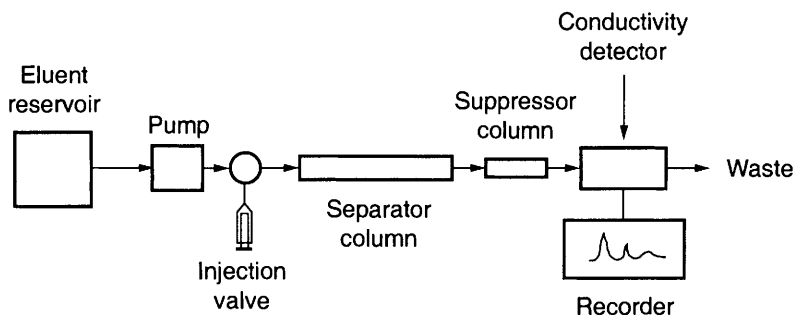 Eluent
reservoir
Pump
Injection
valve
Separator
column
Suppressor
column
Conductivity
detector
Waste
Recorder